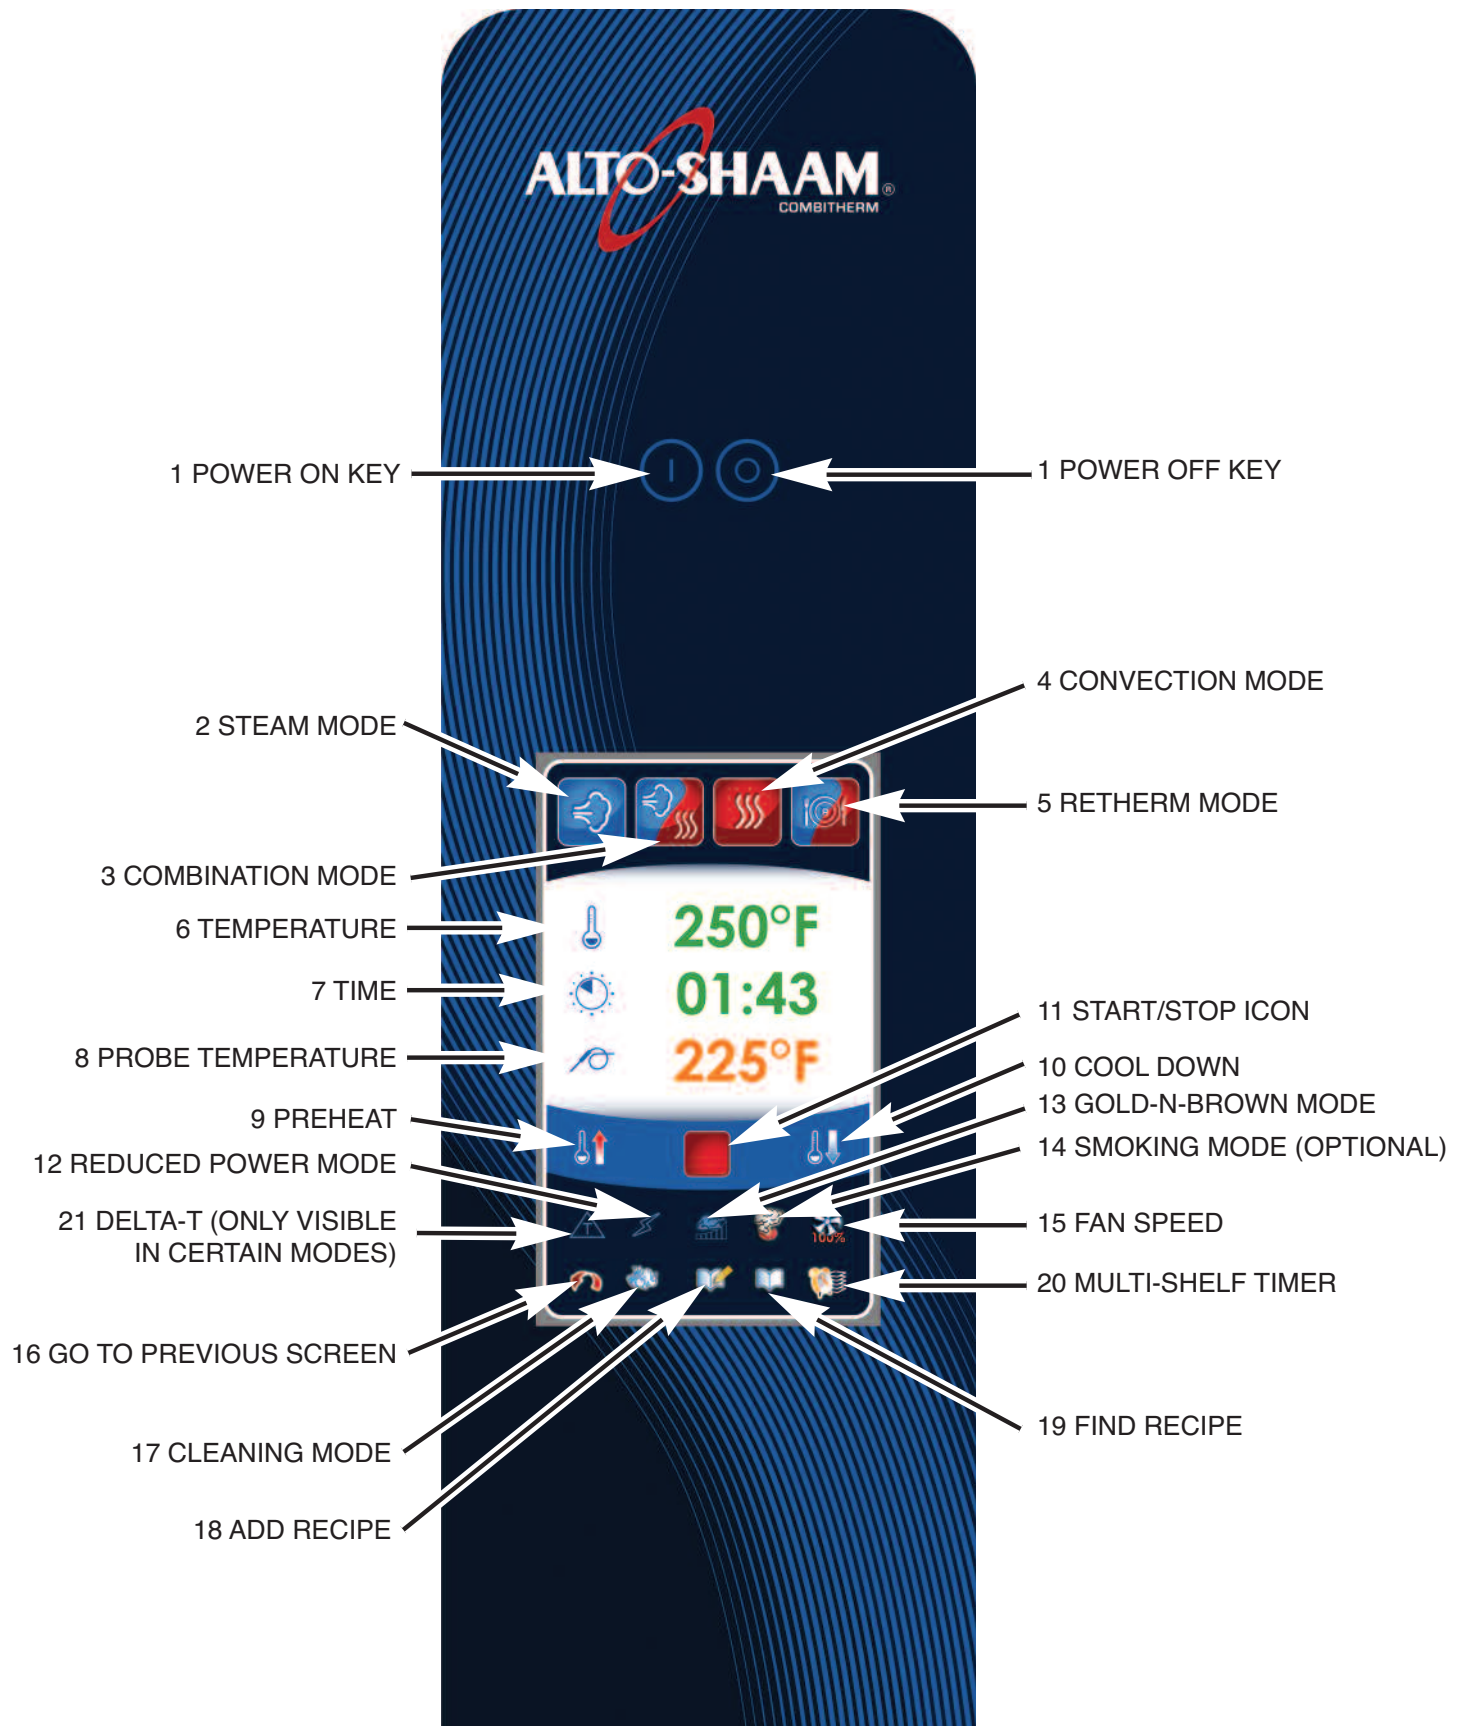 ALTO-SHAAM®
COMBITHERM
1 POWER ON KEY
1 POWER OFF KEY
4 CONVECTION MODE
2 STEAM MODE
5 RETHERM MODE
3 COMBINATION MODE
6 TEMPERATURE
250°F
7 TIME
01:43
11 START/STOP ICON
8 PROBE TEMPERATURE
225°F
10 COOL DOWN
13 GOLD-N-BROWN MODE
9 PREHEAT
14 SMOKING MODE (OPTIONAL)
12 REDUCED POWER MODE
21 DELTA-T (ONLY VISIBLE
IN CERTAIN MODES)
T
100%
15 FAN SPEED
20 MULTI-SHELF TIMER
16 GO TO PREVIOUS SCREEN
19 FIND RECIPE
17 CLEANING MODE
18 ADD RECIPE